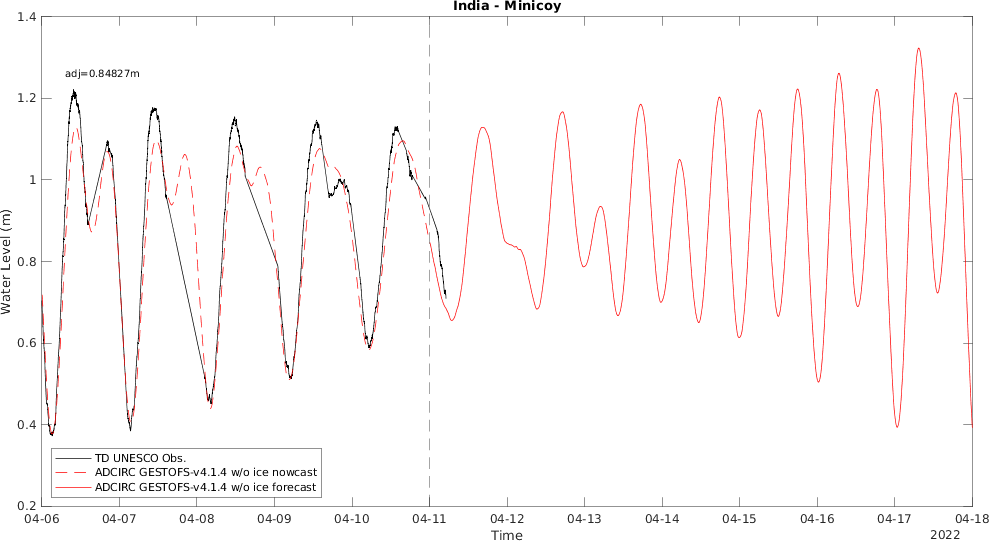 India - Minicoy
adj=0.84827m
Water Level (m)
1.4
1.2
1
0.8
0.6
0.4
0.2
TD UNESCO Obs.
ADCIRC GESTOFS-v4.1.4 w/o ice nowcast
ADCIRC GESTOFS-v4.1.4 w/o ice forecast
04-06 04-07 04-08 04-09 04-10 04-11 04-12 04-13 04-14 04-15 04-16 04-17 04-18
Time
2022